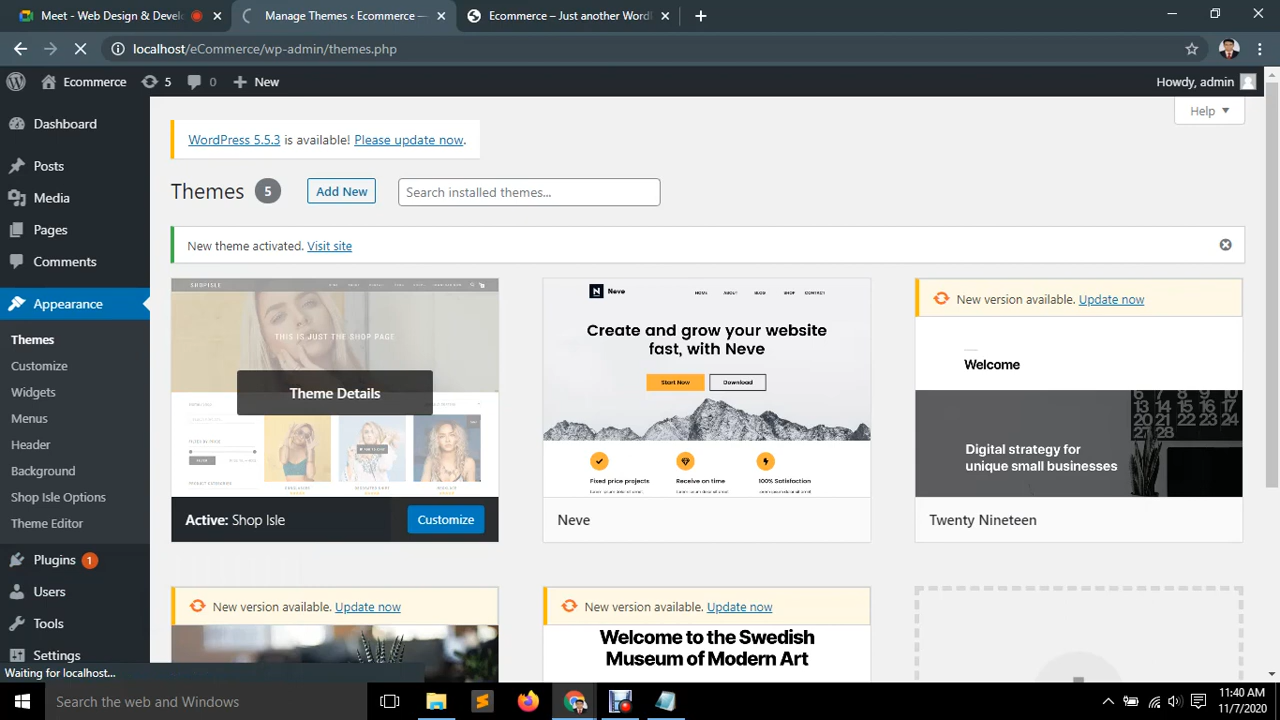 Meet - Web Design & Devel
Manage Themes ‹ Ecommerce —
Ecommerce – Just another Word
localhost/eCommerce/wp-admin/themes.php
Ecommerce
5
0
New
Howdy, admin
Dashboard
Posts
Media
Pages
Comments
Appearance
Themes
Customize
Widgets
Menus
Header
Background
Shop Isle Options
Theme Editor
Plugins 1
Users
Tools
Settings
Help
WordPress 5.5.3 is available! Please update now.
Themes 5
Add New
Search installed themes...
New theme activated. Visit site
SHOPISLE
THIS IS JUST THE SHOP PAGE
Theme Details
Active: Shop Isle
Customize
Neve
HOME ABOUT BLOG SHOP CONTACT
Create and grow your website
fast, with Neve
Start Now
Download
Fixed price projects
Receive on time
100% Satisfaction
Neve
New version available. Update now
Welcome
Digital strategy for
unique small businesses
Twenty Nineteen
New version available. Update now
New version available. Update now
Welcome to the Swedish
Museum of Modern Art
Waiting for localhost...
Search the web and Windows
11:40 AM
11/7/2020